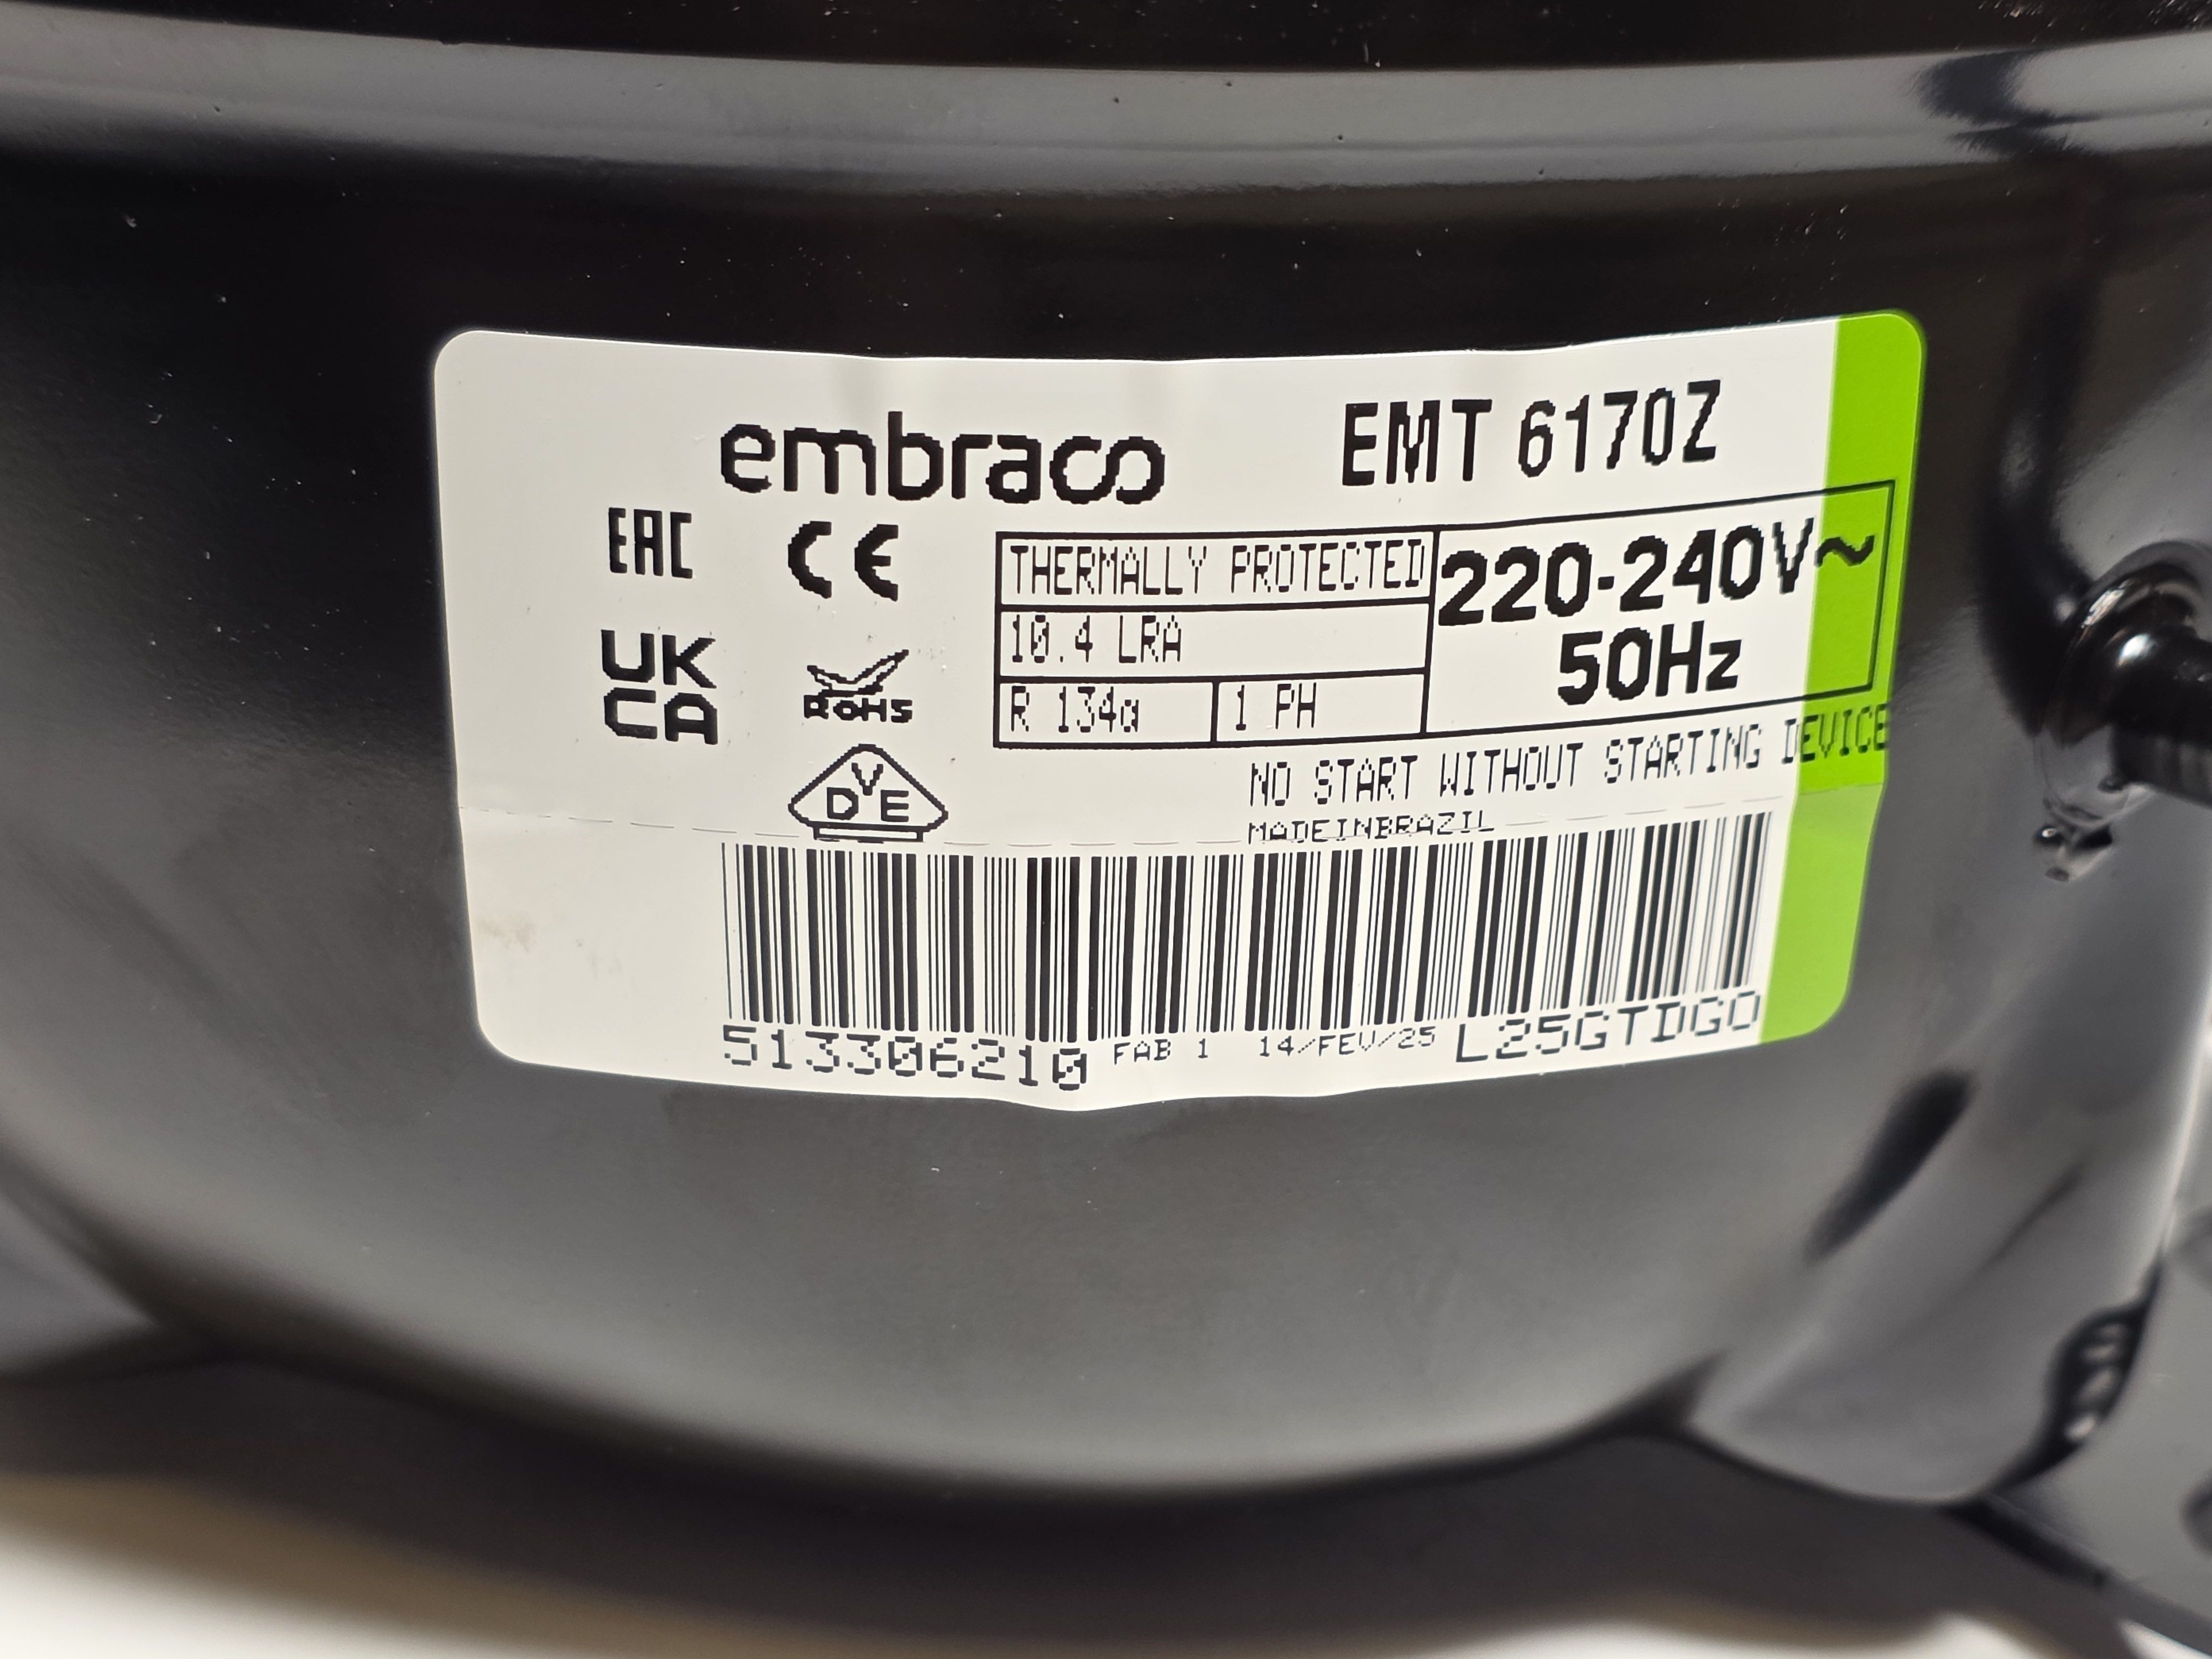 embraco
EMT 6170Z
EAC
CE
THERMALLY PROTECTED
220-240V~
50Hz
10.4 LRA
UK
CA
RoHS
R 134a
1 PH
VDE
NO START WITHOUT STARTING DEVICE
MADEINBRAZIL
513306210
FAB 1
14/FEV/25
L25GTDGO